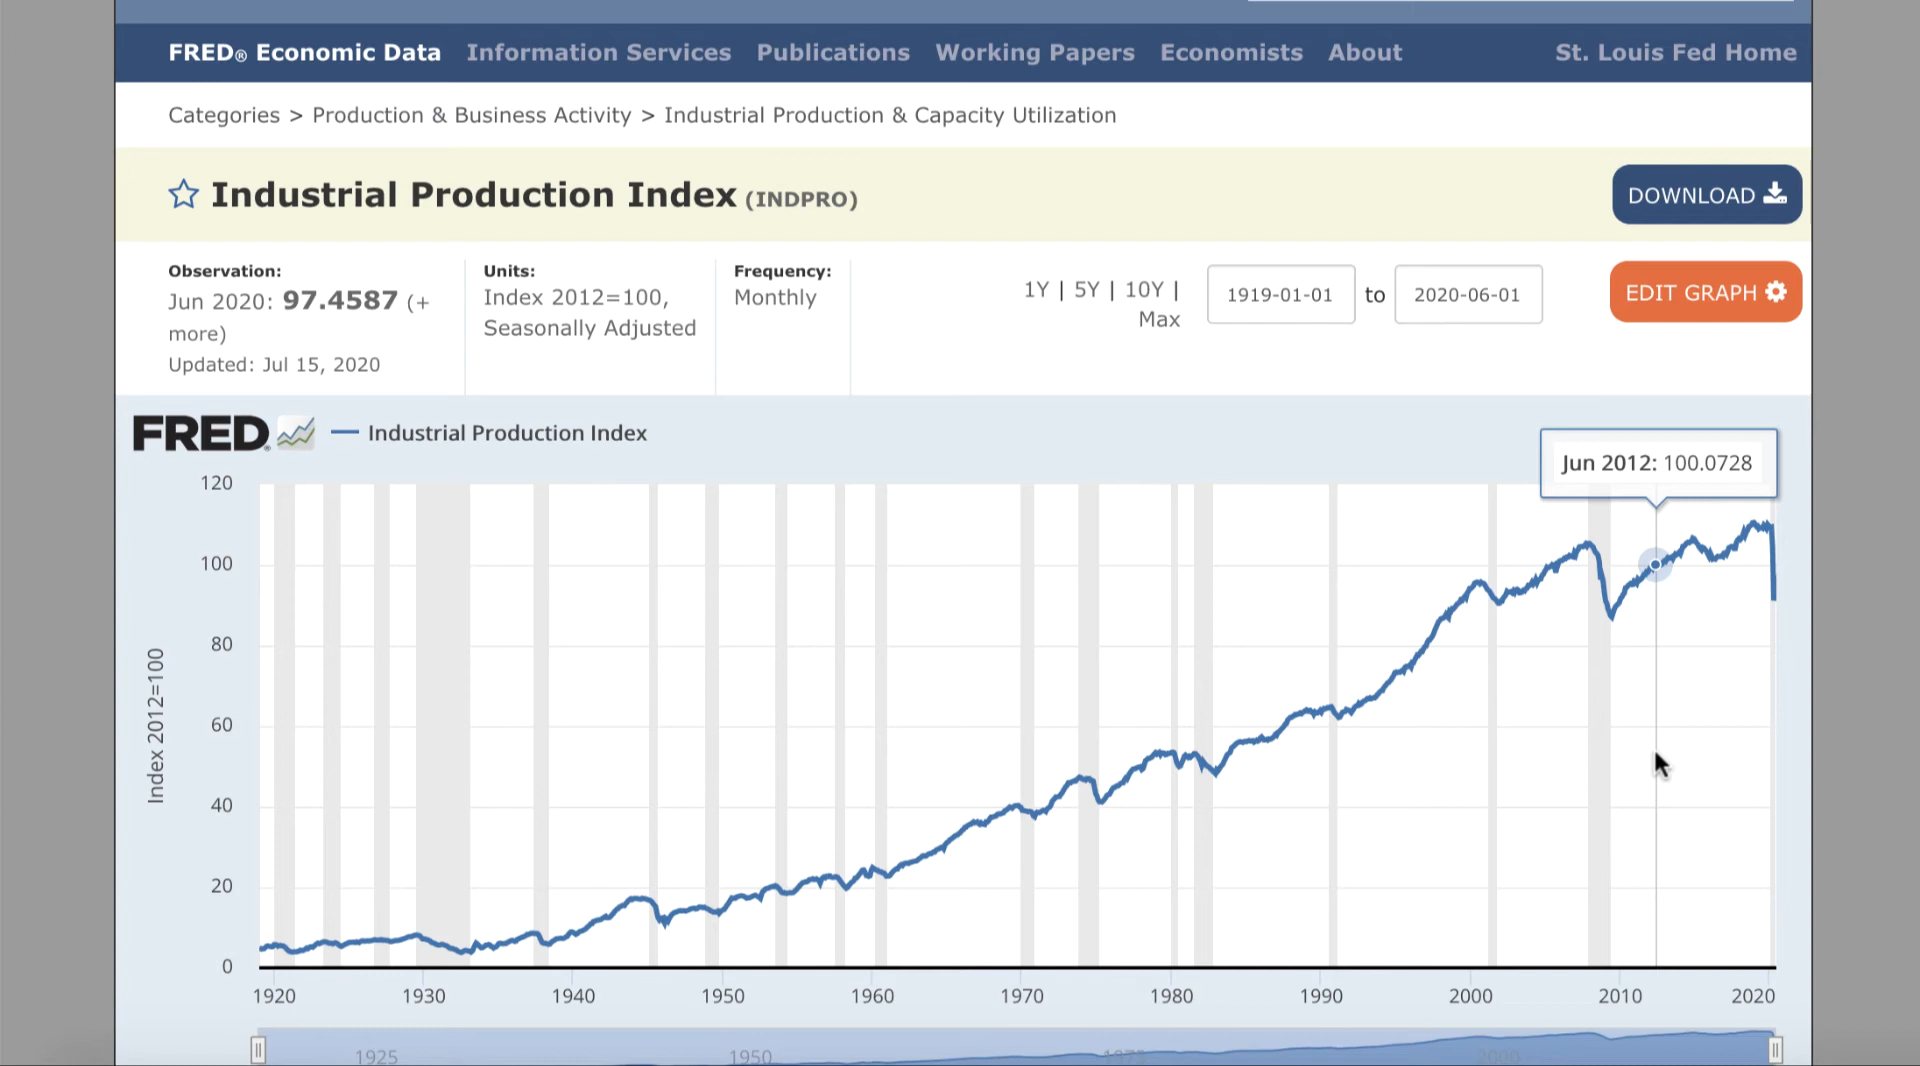 FRED® Economic Data Information Services Publications Working Papers Economists About St. Louis Fed Home
Categories > Production & Business Activity > Industrial Production & Capacity Utilization
Industrial Production Index (INDPRO)
DOWNLOAD
Observation:
Jun 2020: 97.4587 (+
more)
Updated: Jul 15, 2020
Units:
Index 2012=100,
Seasonally Adjusted
Frequency:
Monthly
1Y | 5Y | 10Y |
Max
1919-01-01 to 2020-06-01
EDIT GRAPH
FRED® Industrial Production Index
Jun 2012: 100.0728
120
100
80
60
40
20
0
Index 2012=100
1920 1930 1940 1950 1960 1970 1980 1990 2000 2010 2020
1925 1950 1975 2000